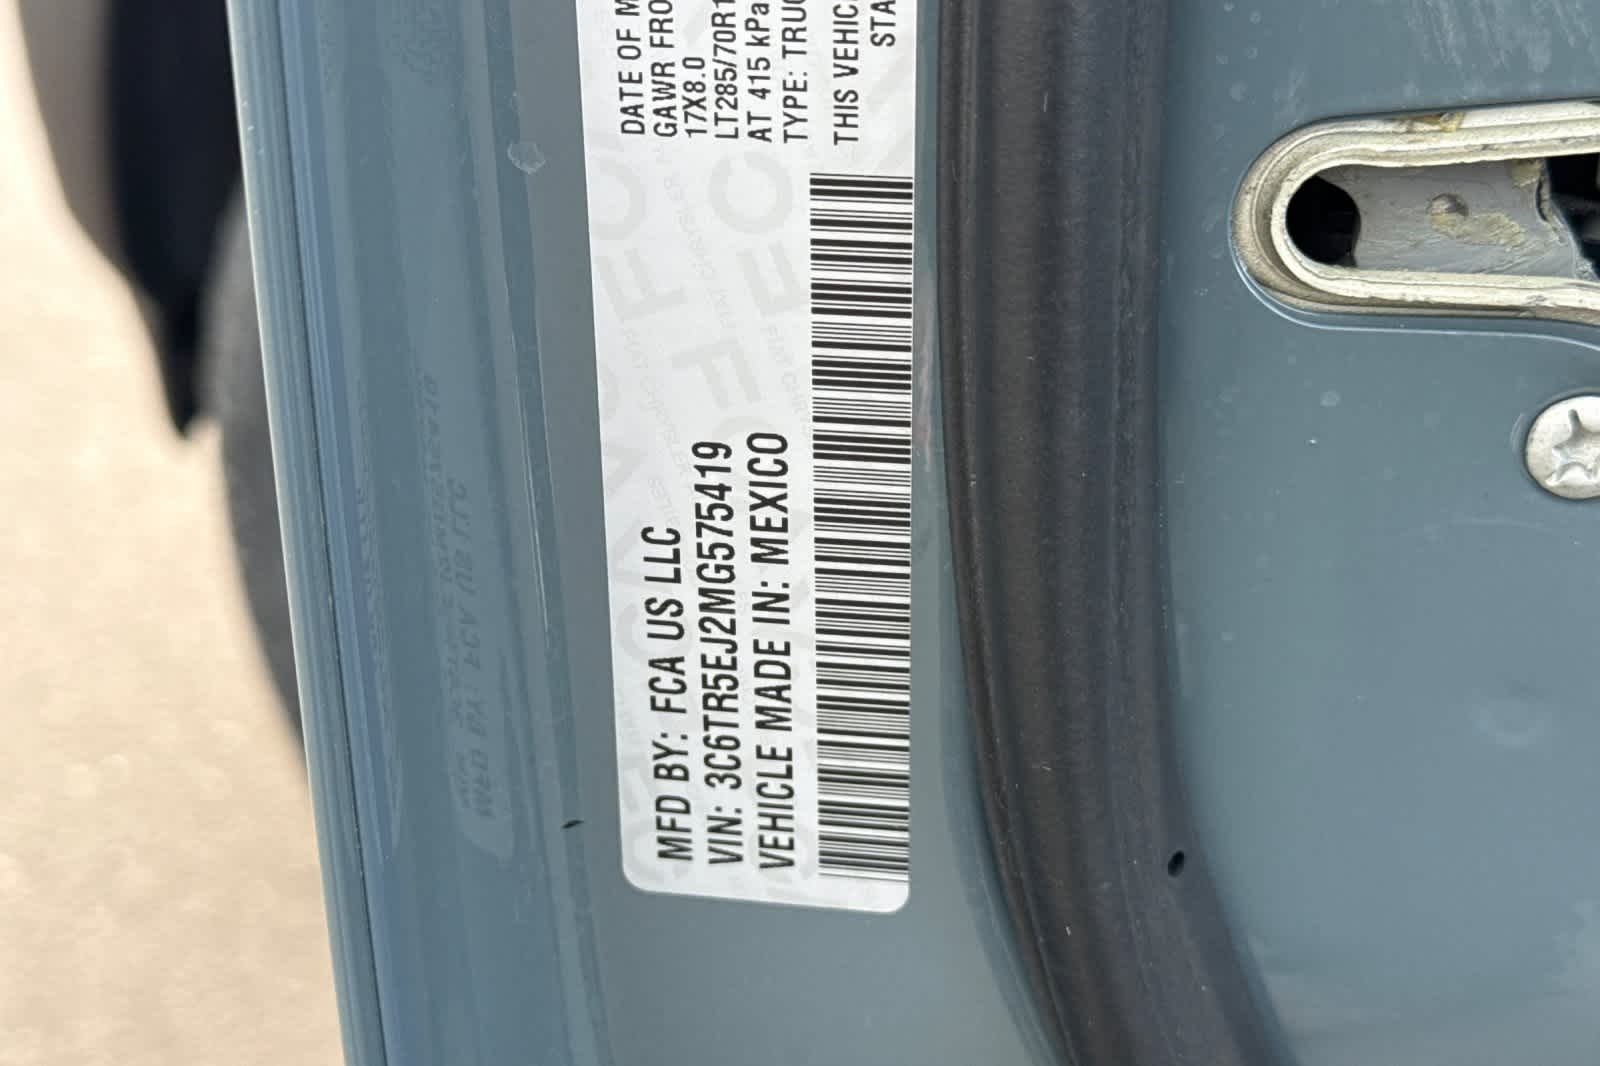 MFD BY: FCA US LLC
VIN: 3C6TR5EJ2MG575419
VEHICLE MADE IN: MEXICO
DATE OF M
GAWR FRO
17X8.0
LT285/70R1
AT 415 kPa
TYPE: TRUC
THIS VEHIC
STA